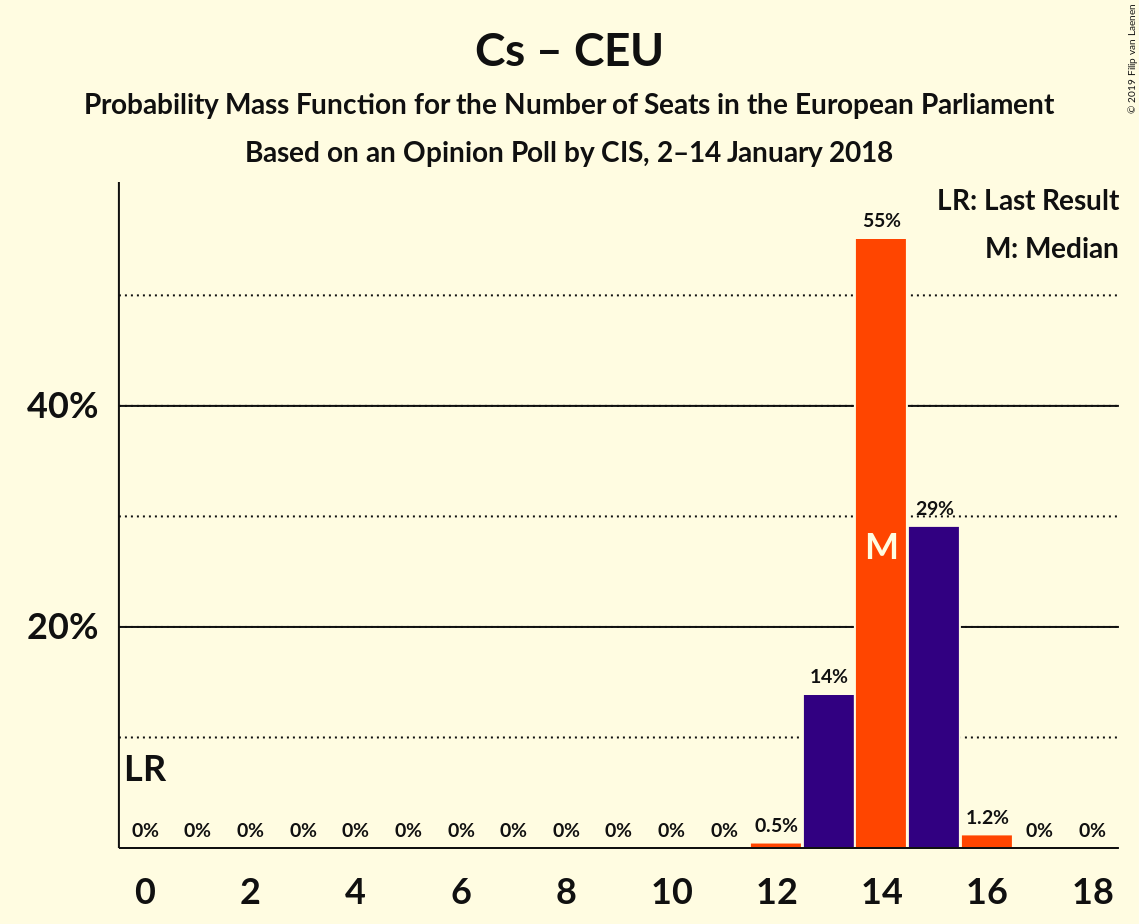 Cs – CEU
Probability Mass Function for the Number of Seats in the European Parliament
Based on an Opinion Poll by CIS, 2–14 January 2018
© 2019 Filip van Laenen
LR: Last Result
M: Median
55%
40%
29%
M
20%
14%
LR
0% 0% 0% 0% 0% 0% 0% 0% 0% 0% 0% 0% 0.5% 1.2% 0% 0%
0 2 4 6 8 10 12 14 16 18